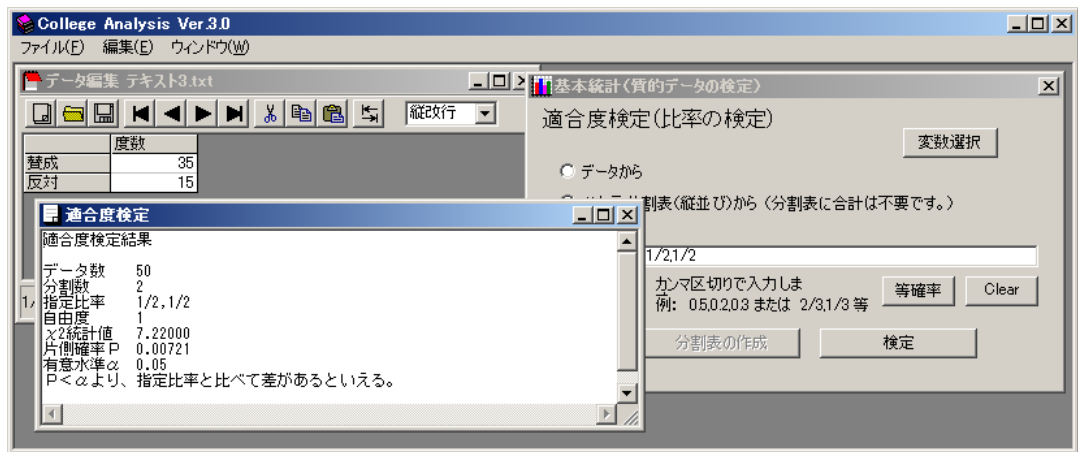 College Analysis Ver.3.0
ファイル(F) 編集(E) ウィンドウ(W)
データ編集 テキスト3.txt
縦改行
度数
賛成 35
反対 15
1/
基本統計(質的データの検定)
適合度検定(比率の検定)
変数選択
データから
割表(縦並び)から (分割表に合計は不要です。)
1/2,1/2
カンマ区切りで入力しま
例: 0.5,0.2,0.3 または 2/3,1/3 等
等確率
Clear
分割表の作成
検定
適合度検定
適合度検定結果
データ数 50
分割数 2
指定比率 1/2,1/2
自由度 1
χ2統計値 7.22000
片側確率P 0.00721
有意水準α 0.05
P<αより、指定比率と比べて差があるといえる。